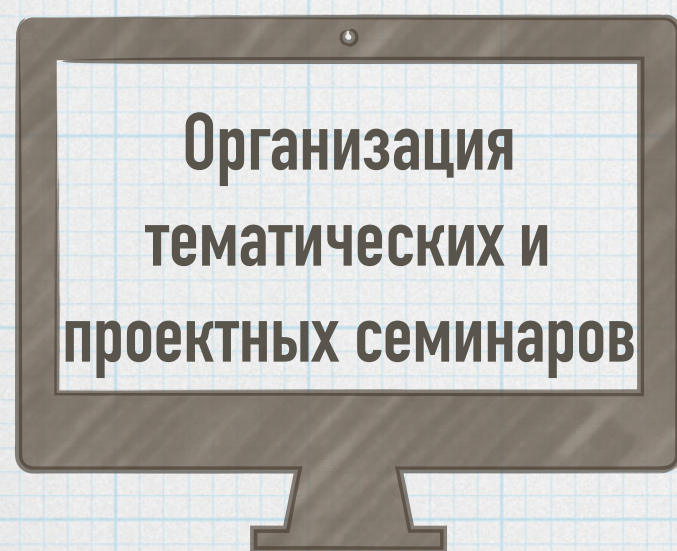 Организация
тематических и
проектных семинаров